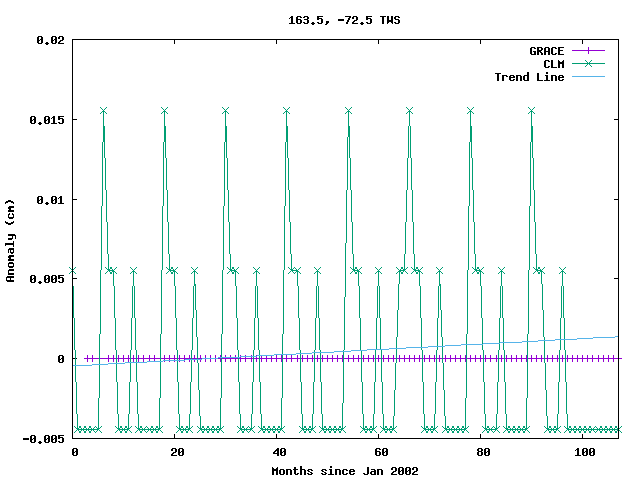 163.5, -72.5 TWS
GRACE
CLM
Trend Line
0.02
0.015
0.01
0.005
0
-0.005
Anomaly (cm)
0 20 40 60 80 100
Months since Jan 2002